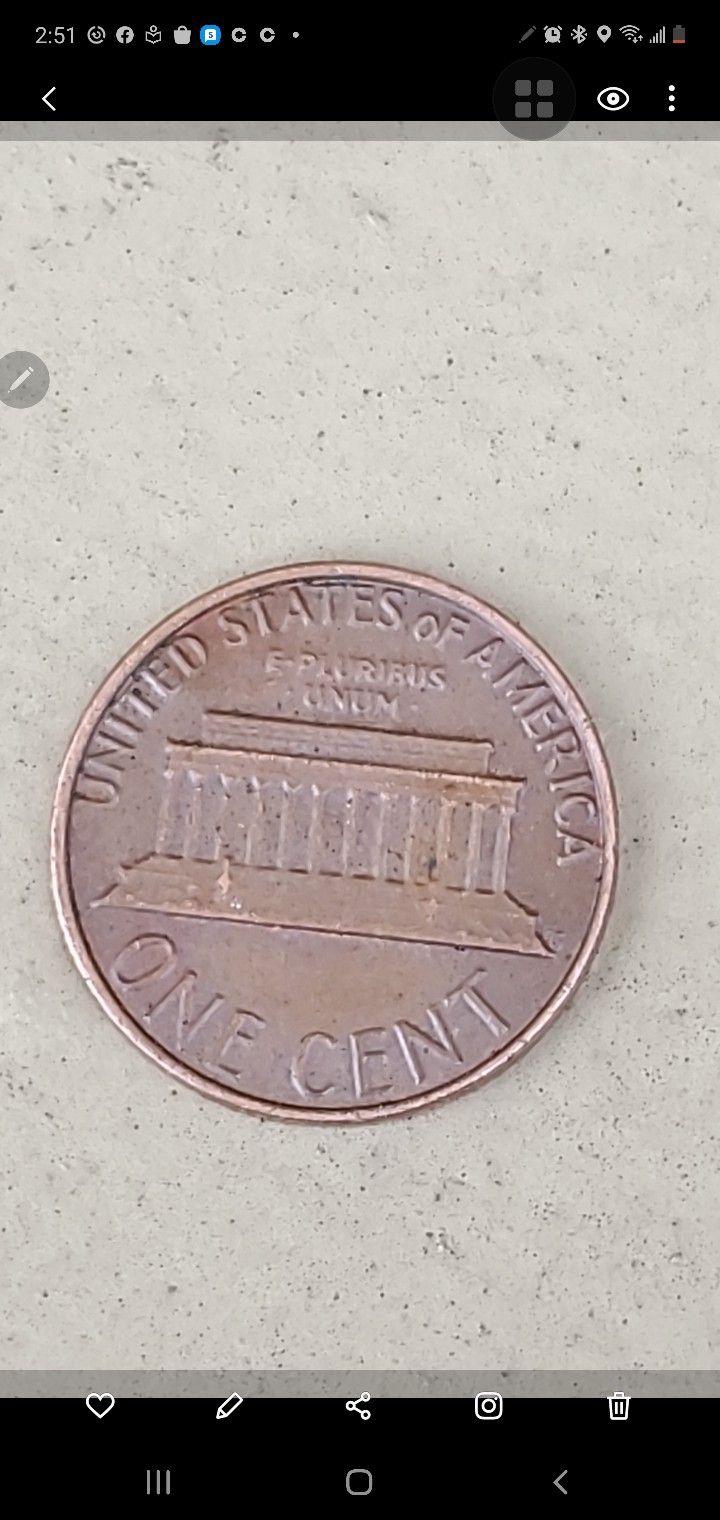 2:51
UNITED STATES OF AMERICA
E·PLURIBUS
UNUM
ONE CENT